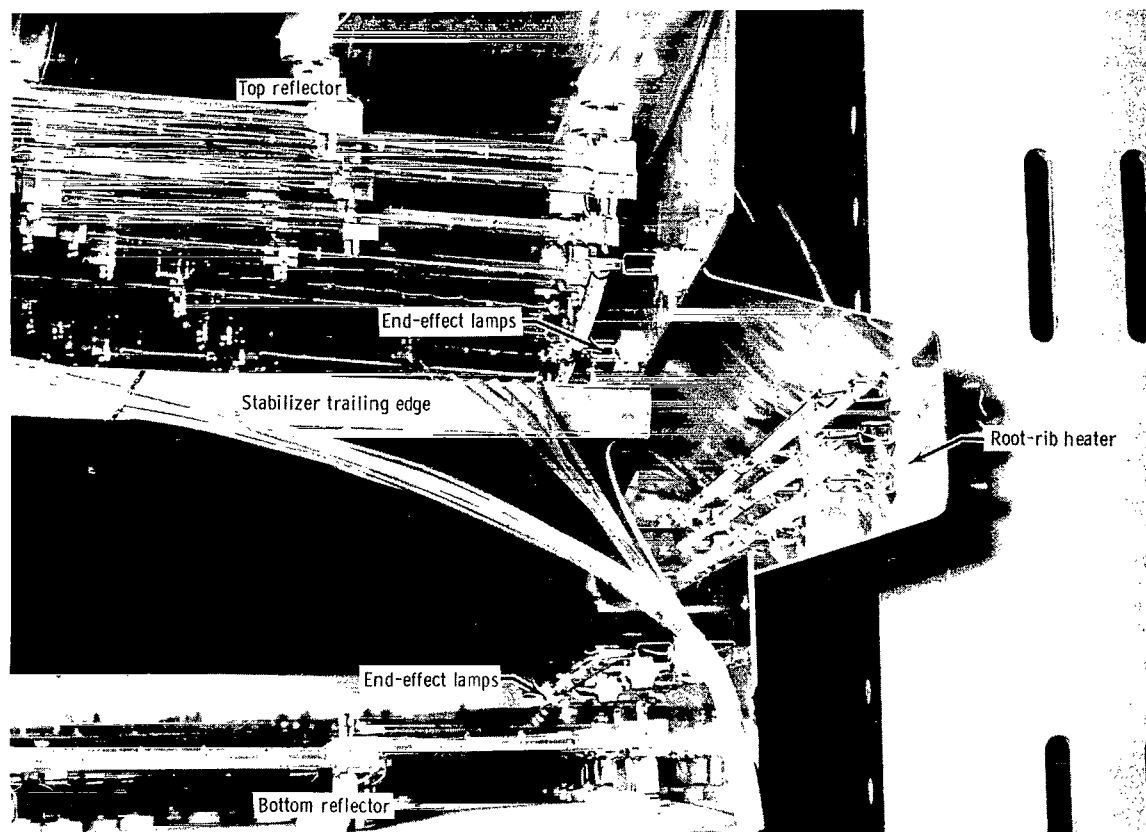 Top reflector
End-effect lamps
Stabilizer trailing edge
Root-rib heater
End-effect lamps
Bottom reflector